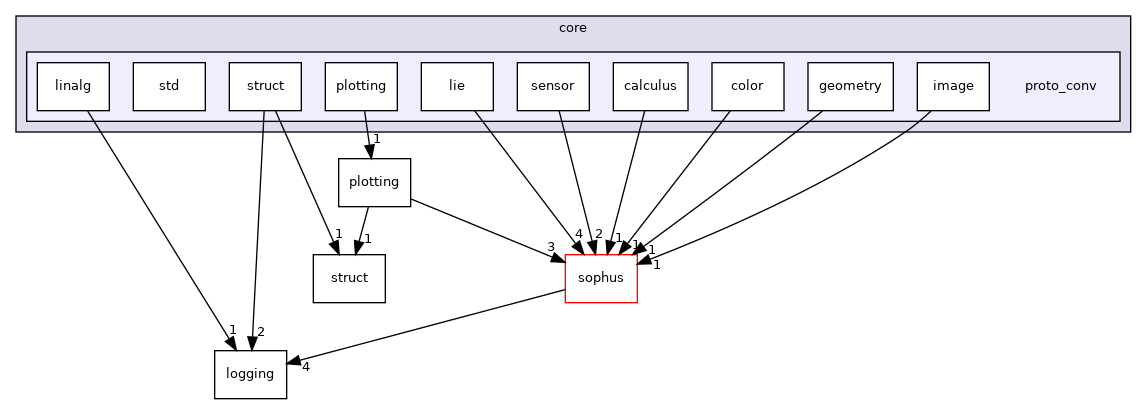 core
linalg
std
struct
plotting
lie
sensor
calculus
color
geometry
image
proto_conv
1
plotting
1
1
3
4
2
1
1
1
1
struct
sophus
1
2
4
logging